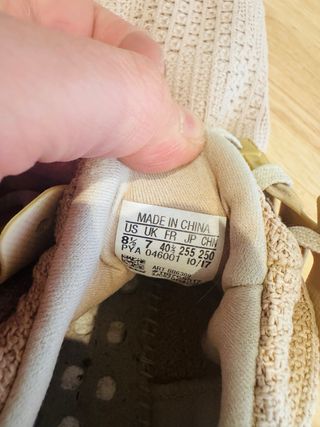 MADE IN CHINA
US UK FR JP CHN
8½ 7 40⅔ 255 250
PYA 046001 10/17